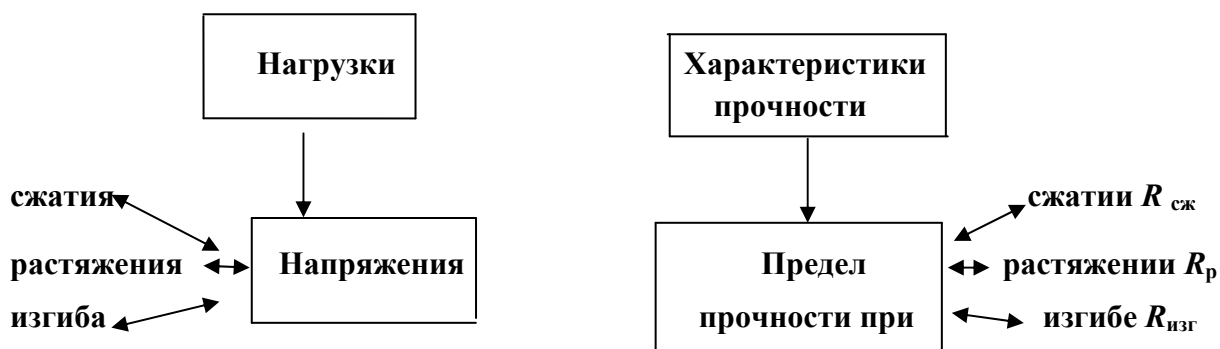 Нагрузки
Характеристики
прочности
сжатия
растяжения
изгиба
Напряжения
Предел
прочности при
сжатии R сж
растяжении Rр
изгибе Rизг